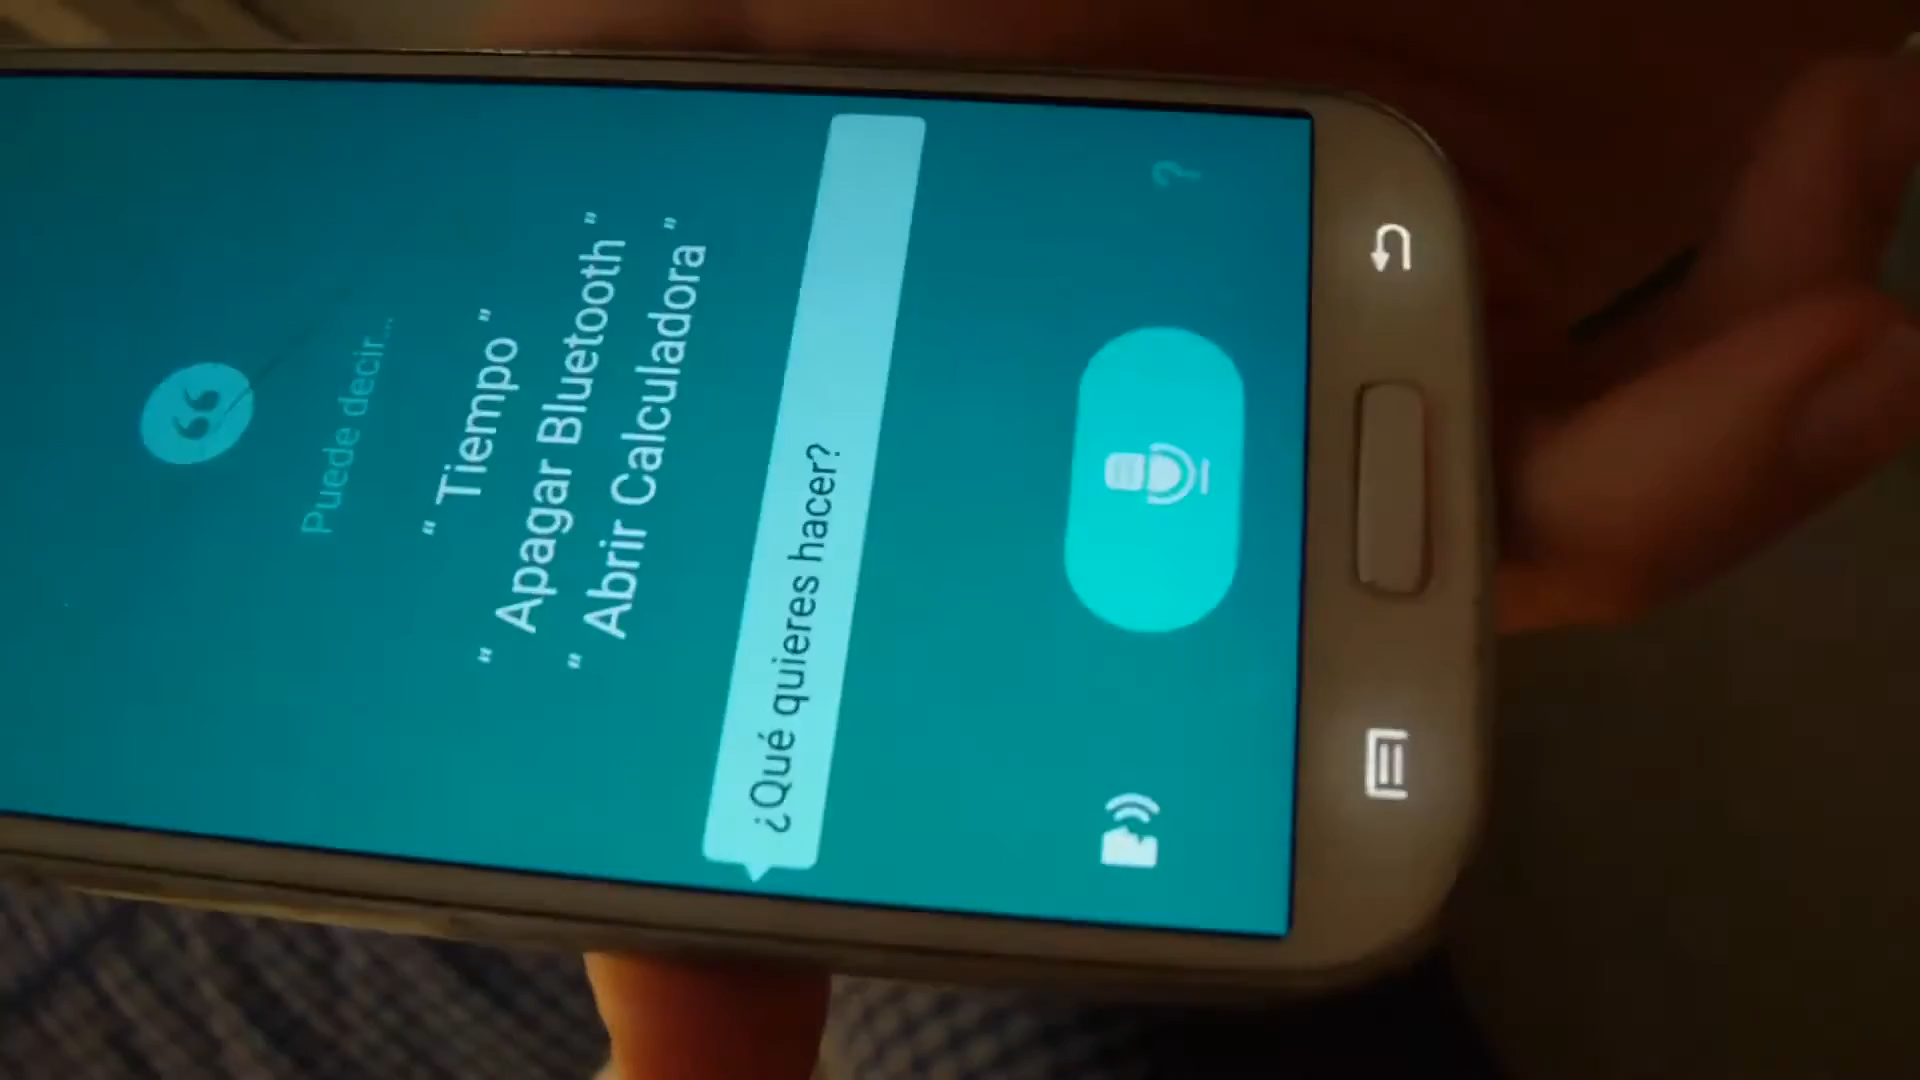 Puede decir...
" Tiempo "
" Apagar Bluetooth "
" Abrir Calculadora "
¿Qué quieres hacer?
?